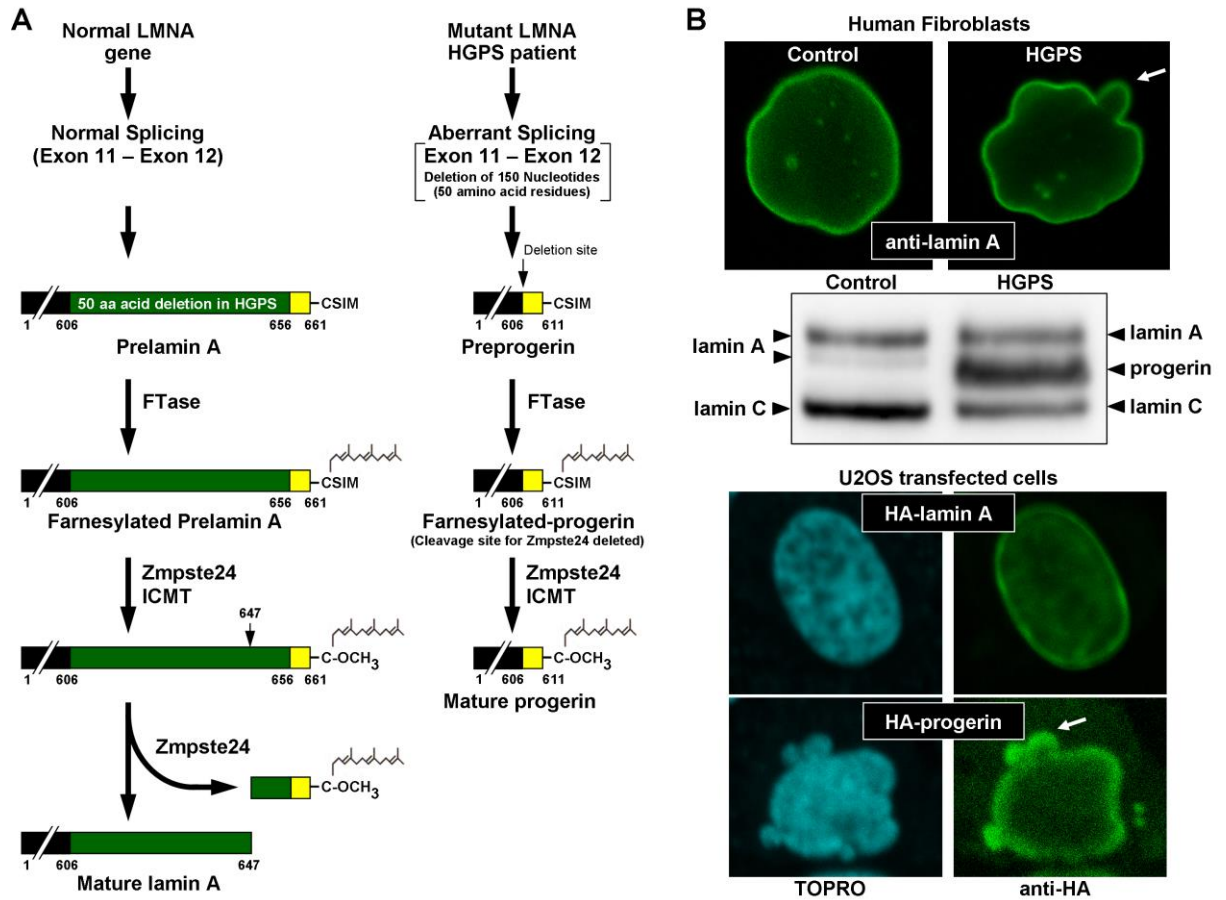 A
Normal LMNA
gene
Normal Splicing
(Exon 11 – Exon 12)
50 aa acid deletion in HGPS
CSIM
1
606
656
661
Prelamin A
FTase
CSIM
1
606
656
661
Farnesylated Prelamin A
Zmpste24
ICMT
647
C-OCH3
1
606
656
661
Zmpste24
C-OCH3
1
606
647
Mature lamin A
Mutant LMNA
HGPS patient
Aberrant Splicing
Exon 11 – Exon 12
Deletion of 150 Nucleotides
(50 amino acid residues)
Deletion site
CSIM
1
606
611
Preprogerin
FTase
CSIM
1
606
611
Farnesylated-progerin
(Cleavage site for Zmpste24 deleted)
Zmpste24
ICMT
C-OCH3
1
606
611
Mature progerin
B
Human Fibroblasts
Control
HGPS
anti-lamin A
Control
HGPS
lamin A
lamin C
lamin A
progerin
lamin C
U2OS transfected cells
HA-lamin A
HA-progerin
TOPRO
anti-HA